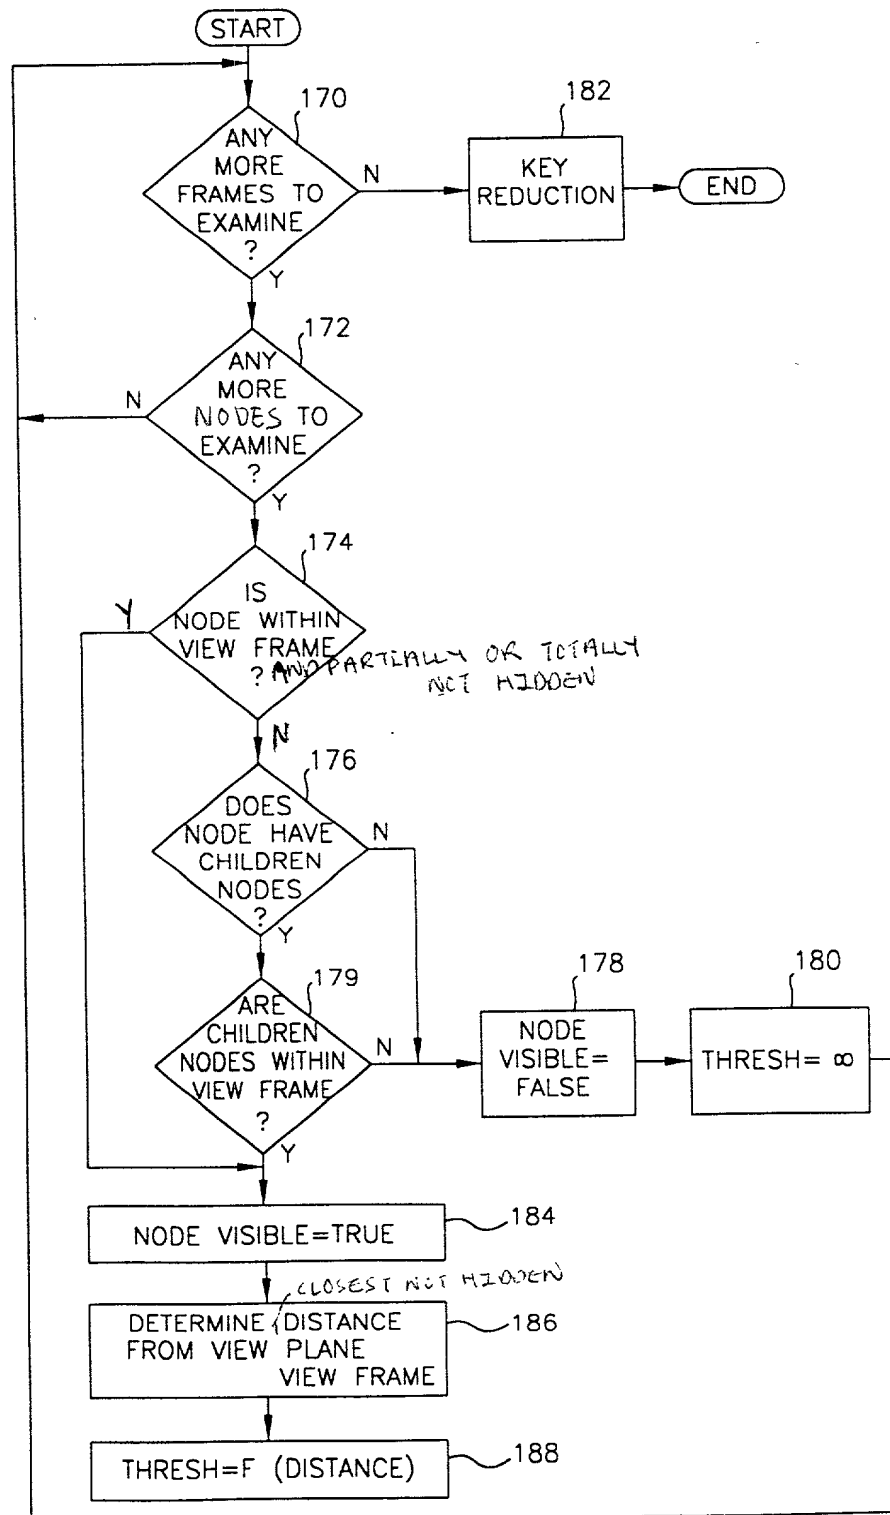 START
170
ANY
MORE
FRAMES TO
EXAMINE
?
N
Y
182
KEY
REDUCTION
END
172
ANY
MORE
NODES TO
EXAMINE
?
N
Y
174
IS
NODE WITHIN
VIEW FRAME
? AND PARTIALLY OR TOTALLY
NOT HIDDEN
Y
N
176
DOES
NODE HAVE
CHILDREN
NODES
?
N
Y
179
ARE
CHILDREN
NODES WITHIN
VIEW FRAME
?
N
Y
178
NODE
VISIBLE=
FALSE
180
THRESH= ∞
NODE VISIBLE=TRUE
184
CLOSEST NOT HIDDEN
DETERMINE DISTANCE
FROM VIEW PLANE
VIEW FRAME
186
THRESH=F (DISTANCE)
188